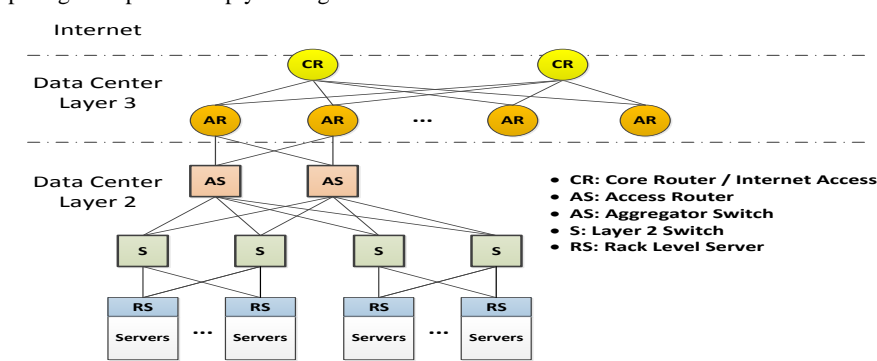 Internet
CR CR
Data Center
Layer 3
AR AR ... AR AR
Data Center
Layer 2
AS AS
• CR: Core Router / Internet Access
• AS: Access Router
• AS: Aggregator Switch
• S: Layer 2 Switch
• RS: Rack Level Server
S S S S
RS RS RS RS
Servers ... Servers Servers ... Servers